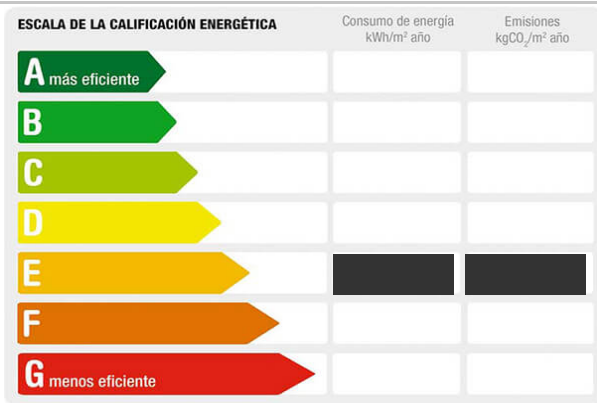 ESCALA DE LA CALIFICACIÓN ENERGÉTICA
Consumo de energía
kWh/m² año
Emisiones
kgCO₂/m² año
A más eficiente
B
C
D
E
F
G menos eficiente